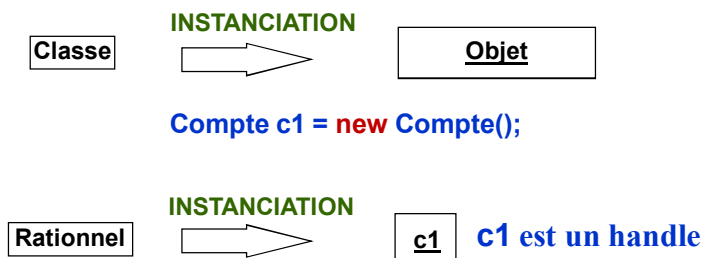 INSTANCIATION
Classe
Objet
Compte c1 = new Compte();
INSTANCIATION
Rationnel
c1
c1 est un handle